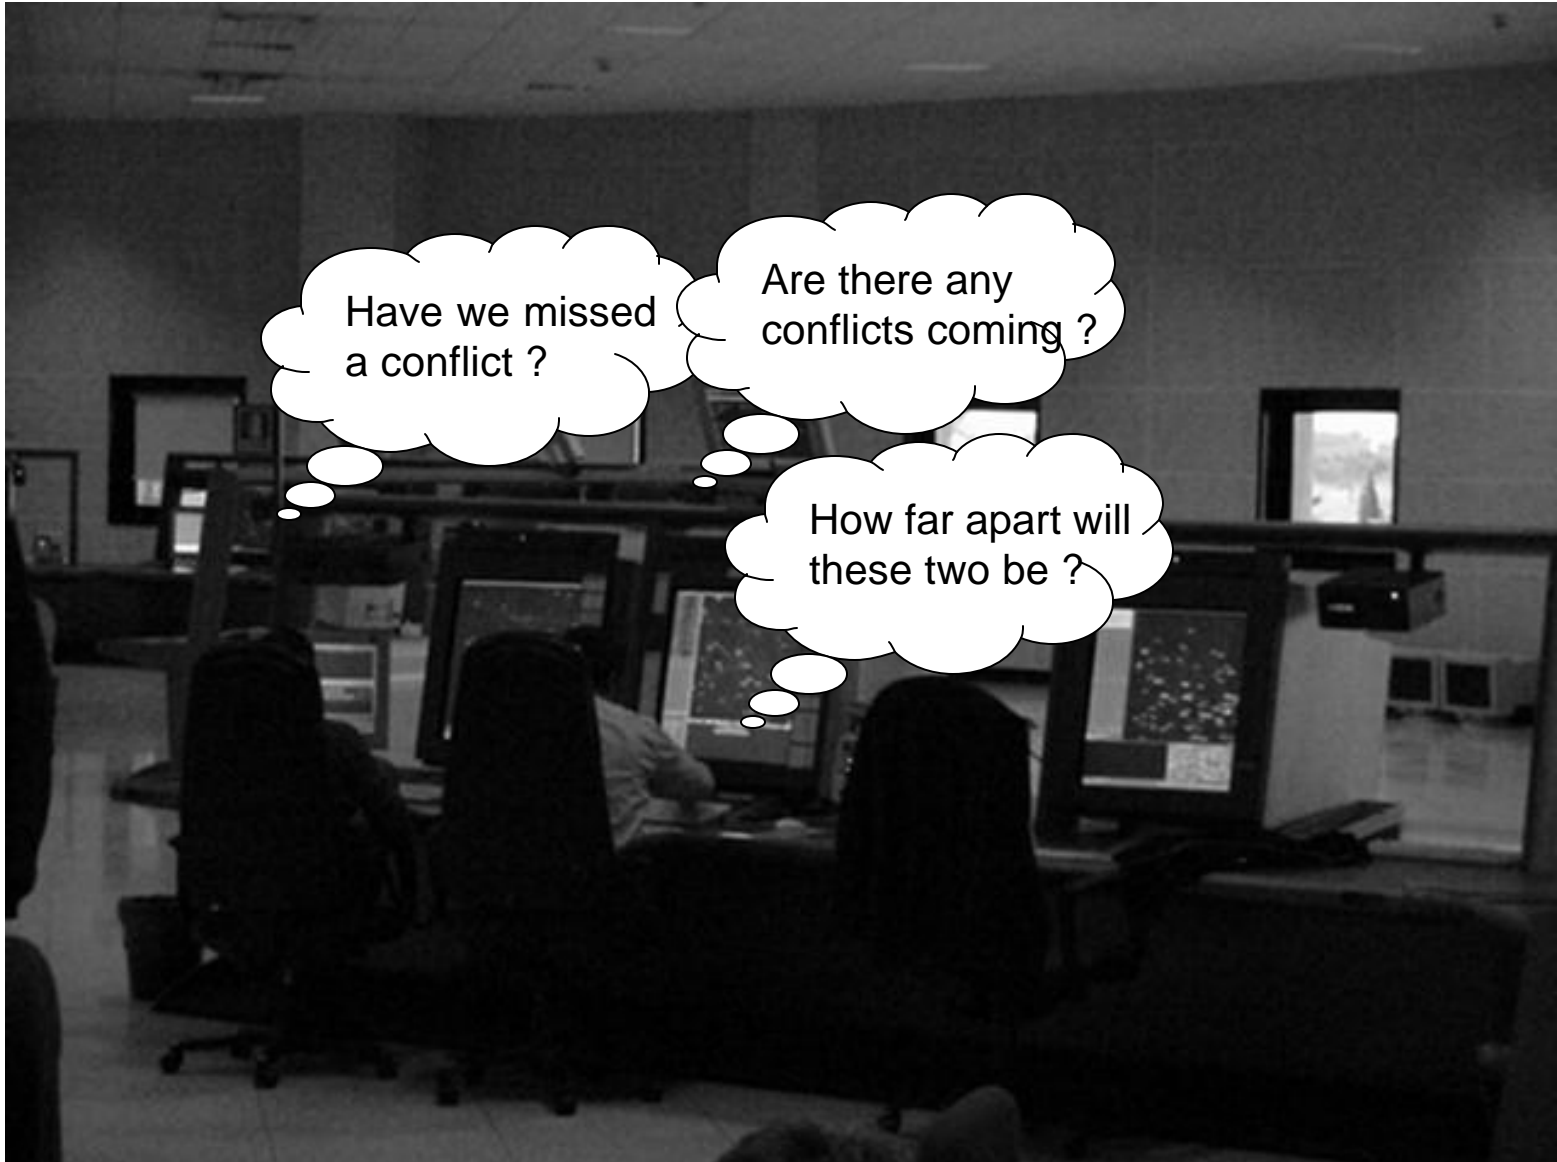 Have we missed
a conflict ?
Are there any
conflicts coming ?
How far apart will
these two be ?